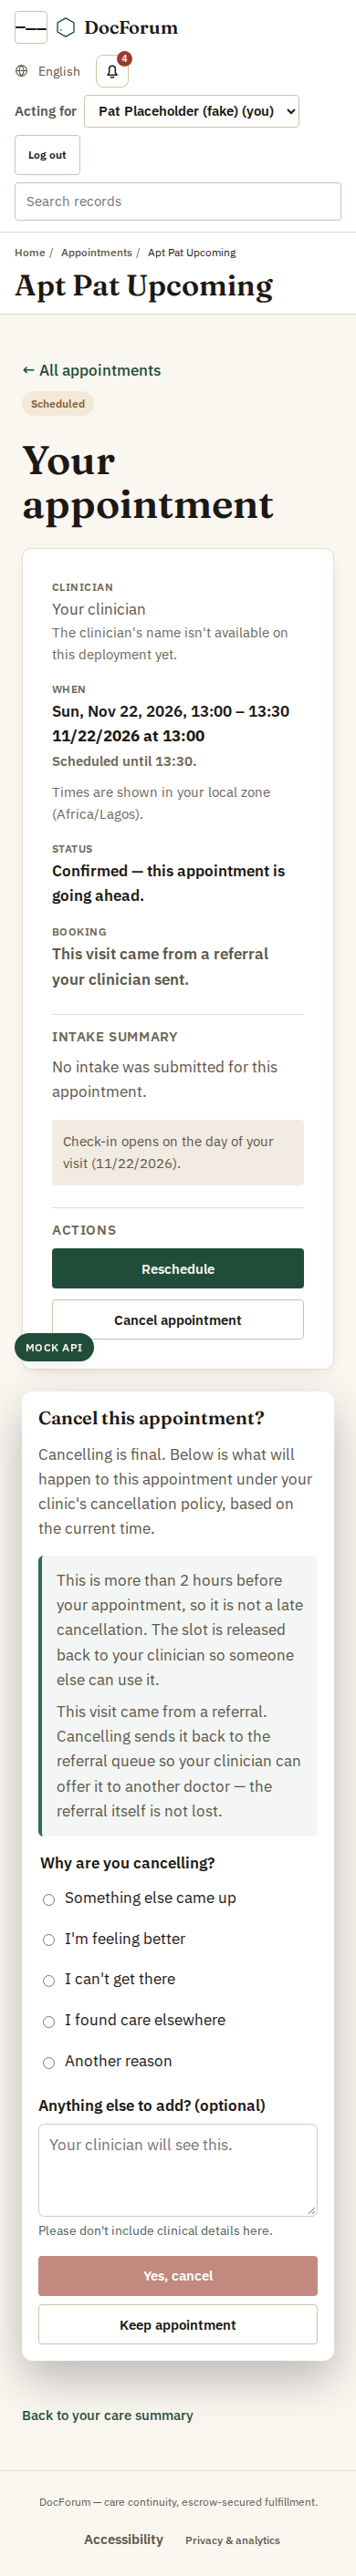 DocForum
English
4
Acting for
Pat Placeholder (fake) (you)
Log out
Search records
Home / Appointments / Apt Pat Upcoming
Apt Pat Upcoming
← All appointments
Scheduled
Your
appointment
CLINICIAN
Your clinician
The clinician's name isn't available on
this deployment yet.
WHEN
Sun, Nov 22, 2026, 13:00 – 13:30
11/22/2026 at 13:00
Scheduled until 13:30.
Times are shown in your local zone
(Africa/Lagos).
STATUS
Confirmed — this appointment is
going ahead.
BOOKING
This visit came from a referral
your clinician sent.
INTAKE SUMMARY
No intake was submitted for this
appointment.
Check-in opens on the day of your
visit (11/22/2026).
ACTIONS
Reschedule
Cancel appointment
MOCK API
Cancel this appointment?
Cancelling is final. Below is what will
happen to this appointment under your
clinic's cancellation policy, based on
the current time.
This is more than 2 hours before
your appointment, so it is not a late
cancellation. The slot is released
back to your clinician so someone
else can use it.
This visit came from a referral.
Cancelling sends it back to the
referral queue so your clinician can
offer it to another doctor — the
referral itself is not lost.
Why are you cancelling?
Something else came up
I'm feeling better
I can't get there
I found care elsewhere
Another reason
Anything else to add? (optional)
Your clinician will see this.
Please don't include clinical details here.
Yes, cancel
Keep appointment
Back to your care summary
DocForum — care continuity, escrow-secured fulfillment.
Accessibility
Privacy & analytics